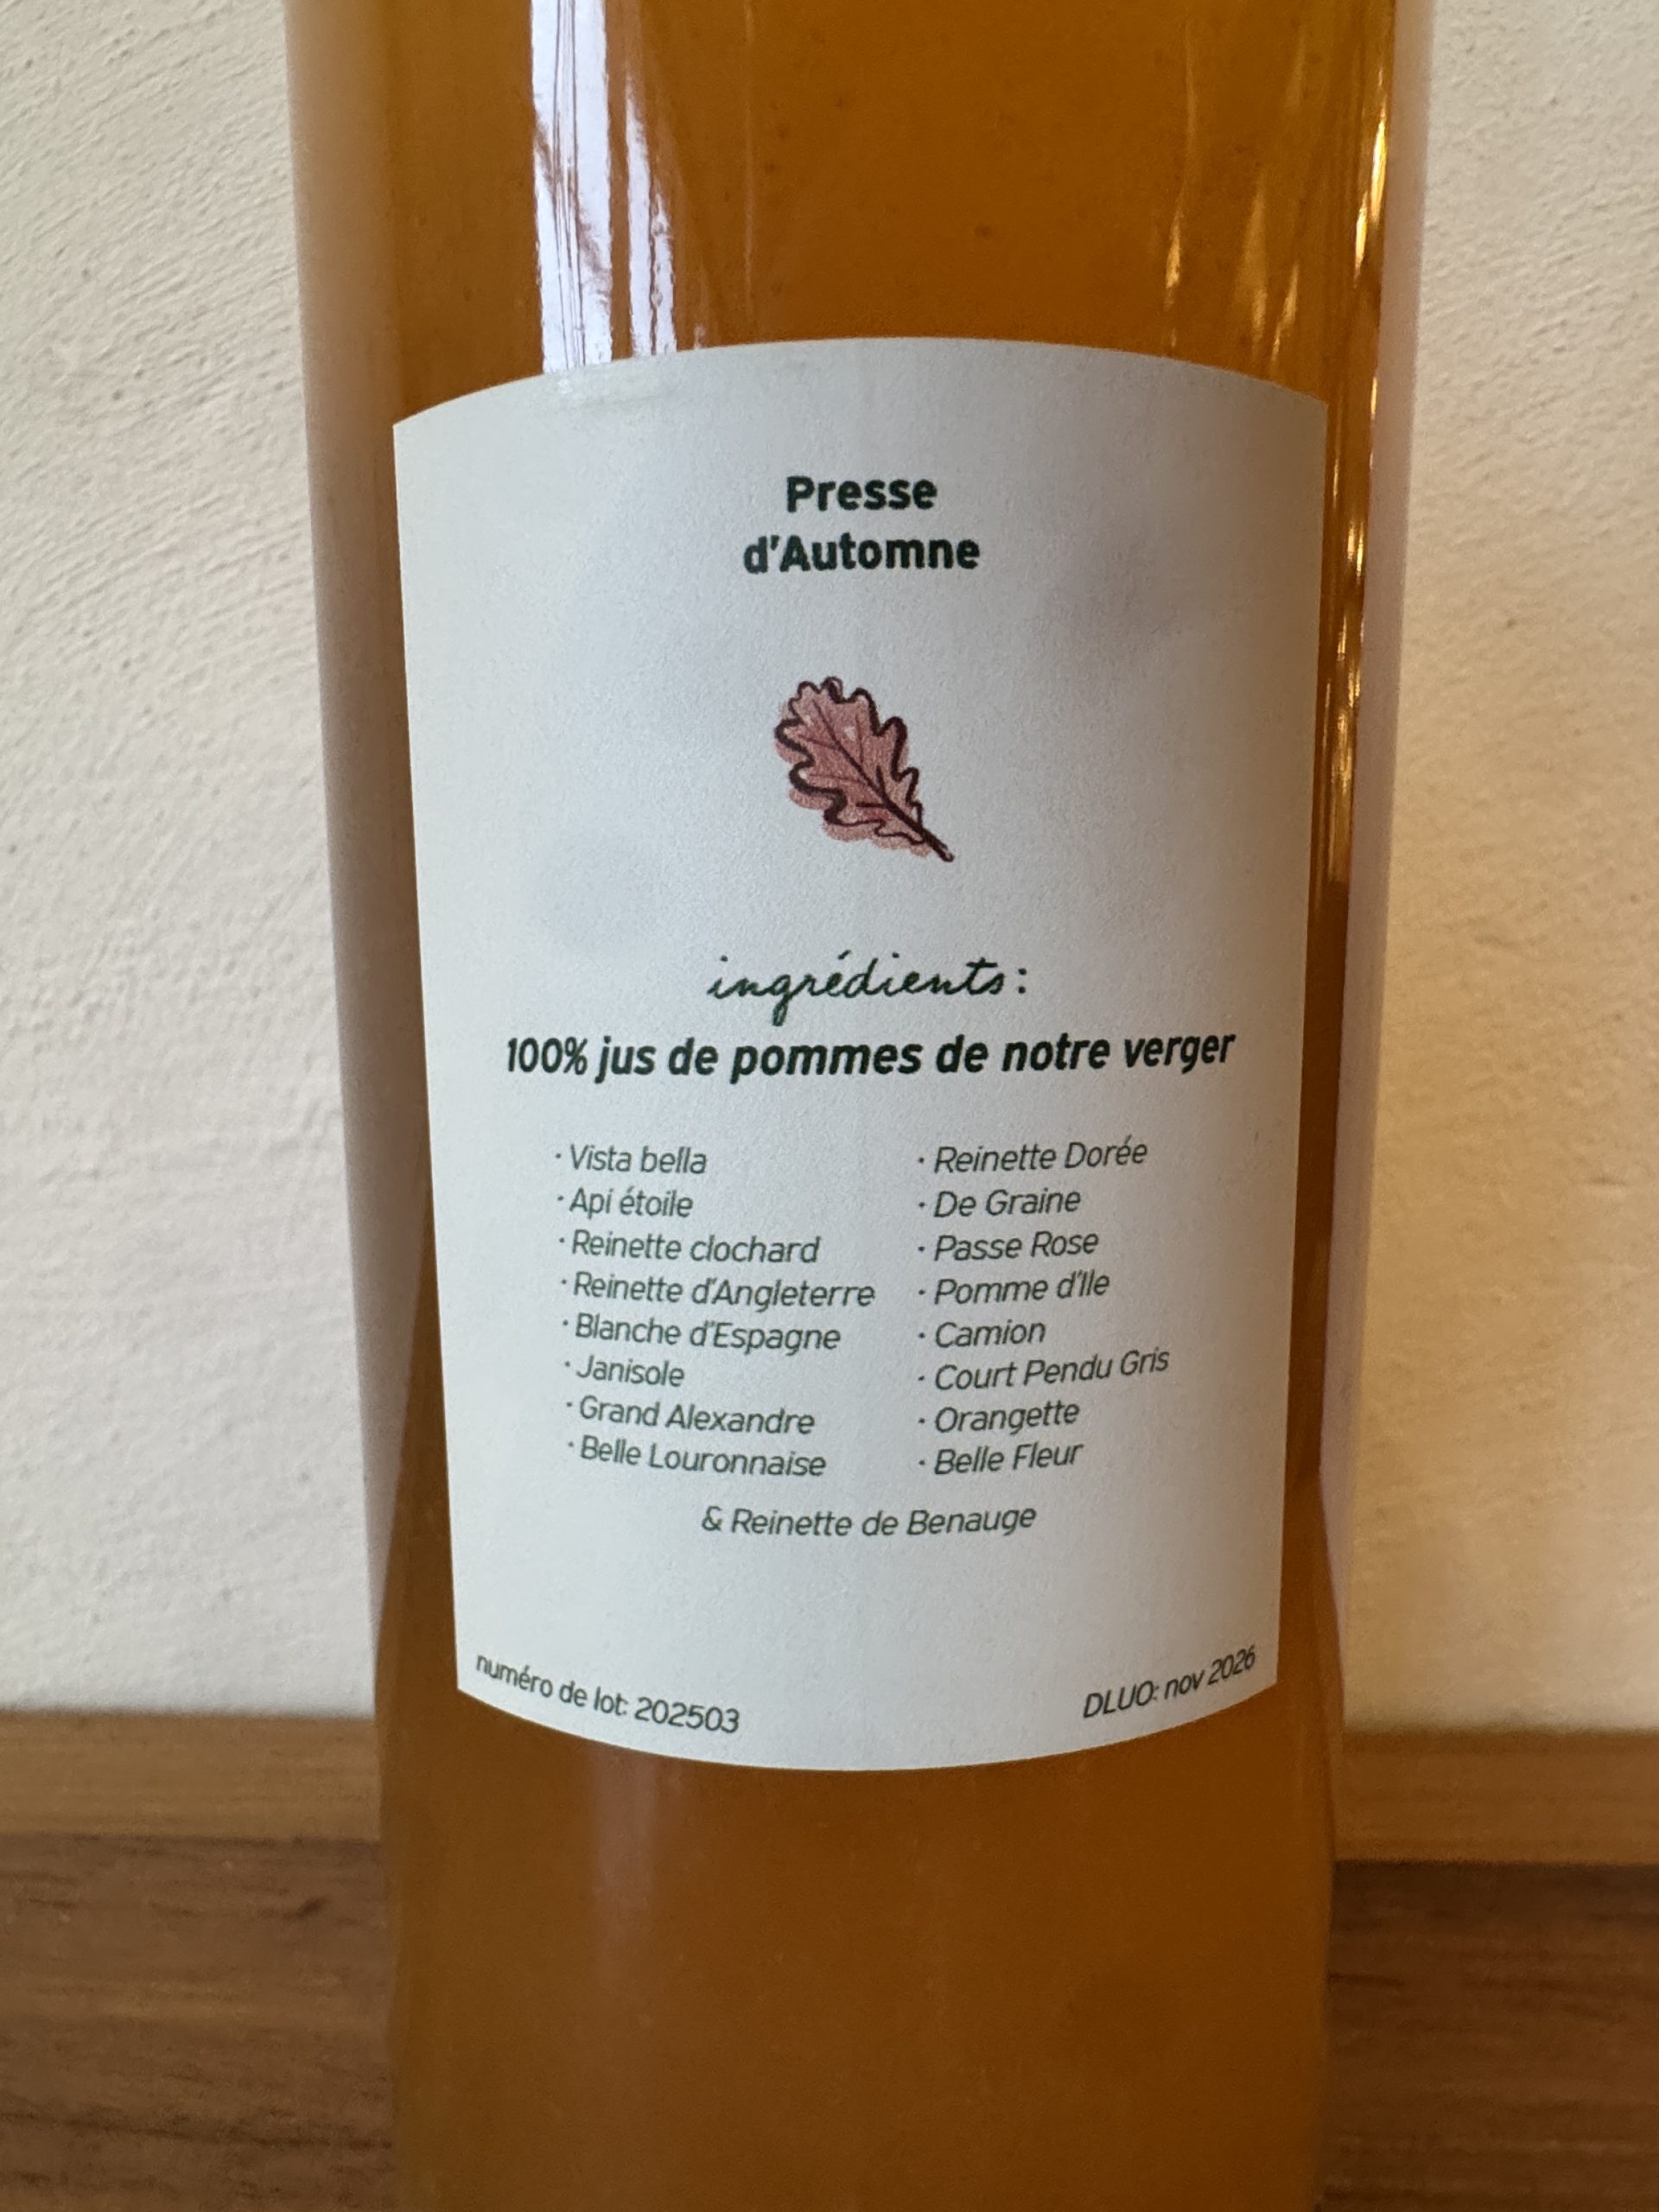 Presse
d'Automne
ingrédients:
100% jus de pommes de notre verger
· Vista bella
· Api étoile
· Reinette clochard
· Reinette d'Angleterre
· Blanche d'Espagne
· Janisole
· Grand Alexandre
· Belle Louronnaise
· Reinette Dorée
· De Graine
· Passe Rose
· Pomme d'Ile
· Camion
· Court Pendu Gris
· Orangette
· Belle Fleur
& Reinette de Benauge
numéro de lot: 202503
DLUO: nov 2026